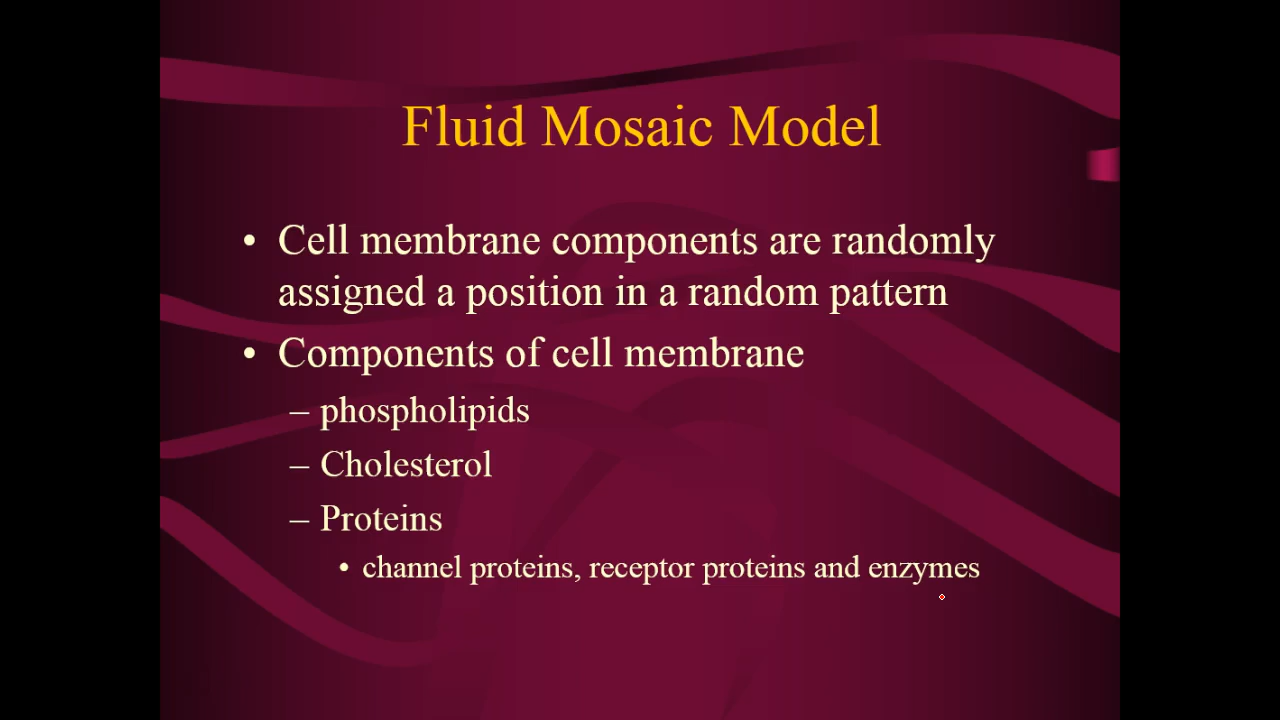 Fluid Mosaic Model
• Cell membrane components are randomly
assigned a position in a random pattern
• Components of cell membrane
– phospholipids
– Cholesterol
– Proteins
• channel proteins, receptor proteins and enzymes